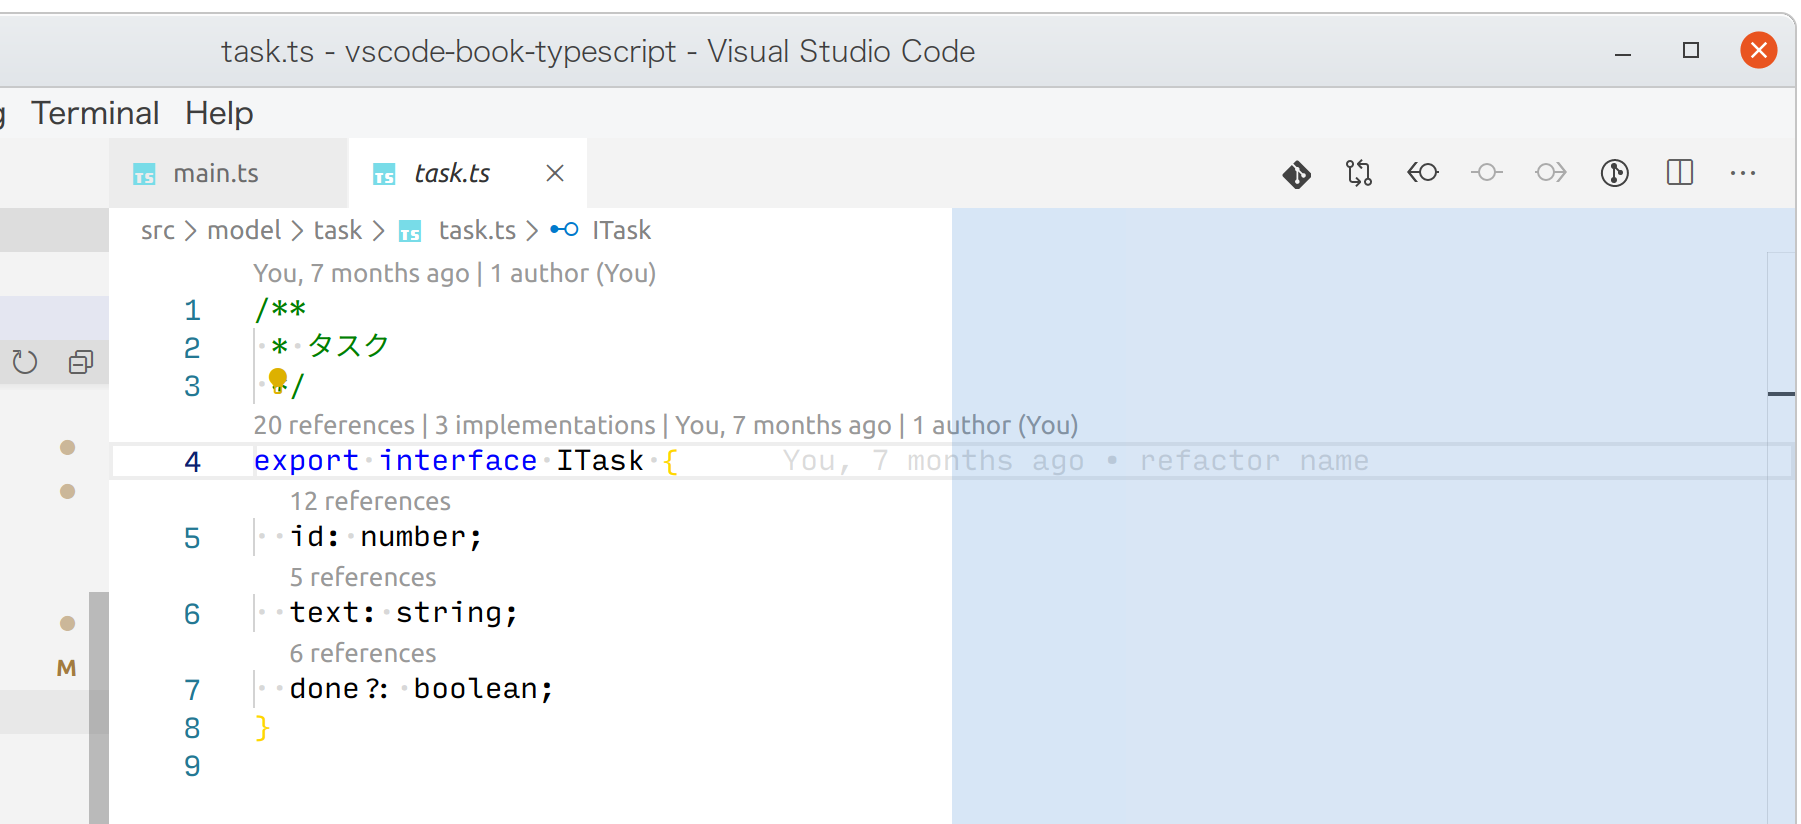 task.ts - vscode-book-typescript - Visual Studio Code
g Terminal Help
TS main.ts TS task.ts
src > model > task > TS task.ts > ITask
You, 7 months ago | 1 author (You)
1 /**
2 * タスク
3 */
20 references | 3 implementations | You, 7 months ago | 1 author (You)
4 export interface ITask { You, 7 months ago • refactor name
12 references
5 id: number;
5 references
6 text: string;
6 references
M
7 done?: boolean;
8 }
9